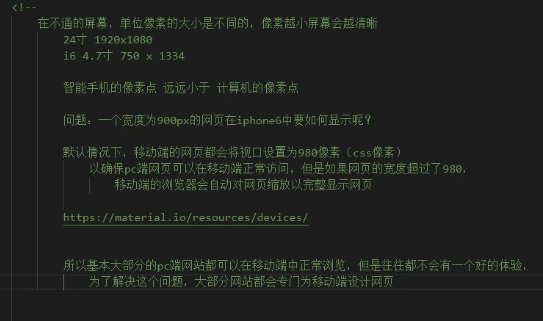 <!--
在不通的屏幕，单位像素的大小是不同的，像素越小屏幕会越清晰
24寸 1920x1080
i6 4.7寸 750 x 1334
智能手机的像素点 远远小于 计算机的像素点
问题：一个宽度为900px的网页在iphone6中要如何显示呢？
默认情况下，移动端的网页都会将视口设置为980像素（css像素）
以确保pc端网页可以在移动端正常访问，但是如果网页的宽度超过了980，
移动端的浏览器会自动对网页缩放以完整显示网页
https://material.io/resources/devices/
所以基本大部分的pc端网站都可以在移动端中正常浏览，但是往往都不会有一个好的体验，
为了解决这个问题，大部分网站都会专门为移动端设计网页